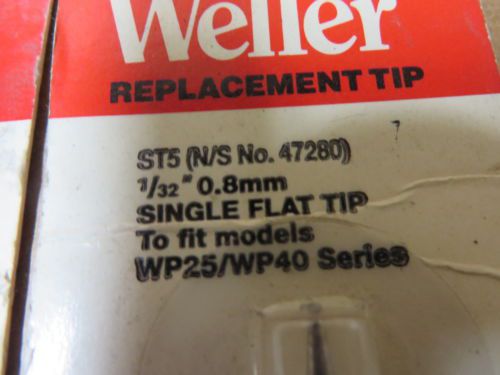 Weller
REPLACEMENT TIP
ST5 (N/S No. 47280)
1/32" 0.8mm
SINGLE FLAT TIP
To fit models
WP25/WP40 Series